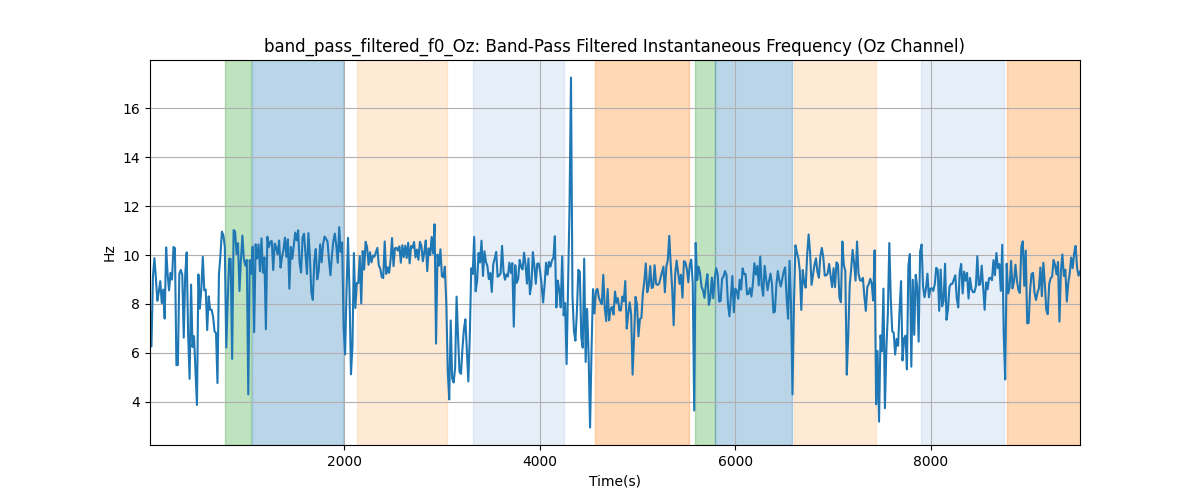 band_pass_filtered_f0_Oz: Band-Pass Filtered Instantaneous Frequency (Oz Channel)
16
14
12
10
8
6
4
Hz
2000 4000 6000 8000
Time(s)